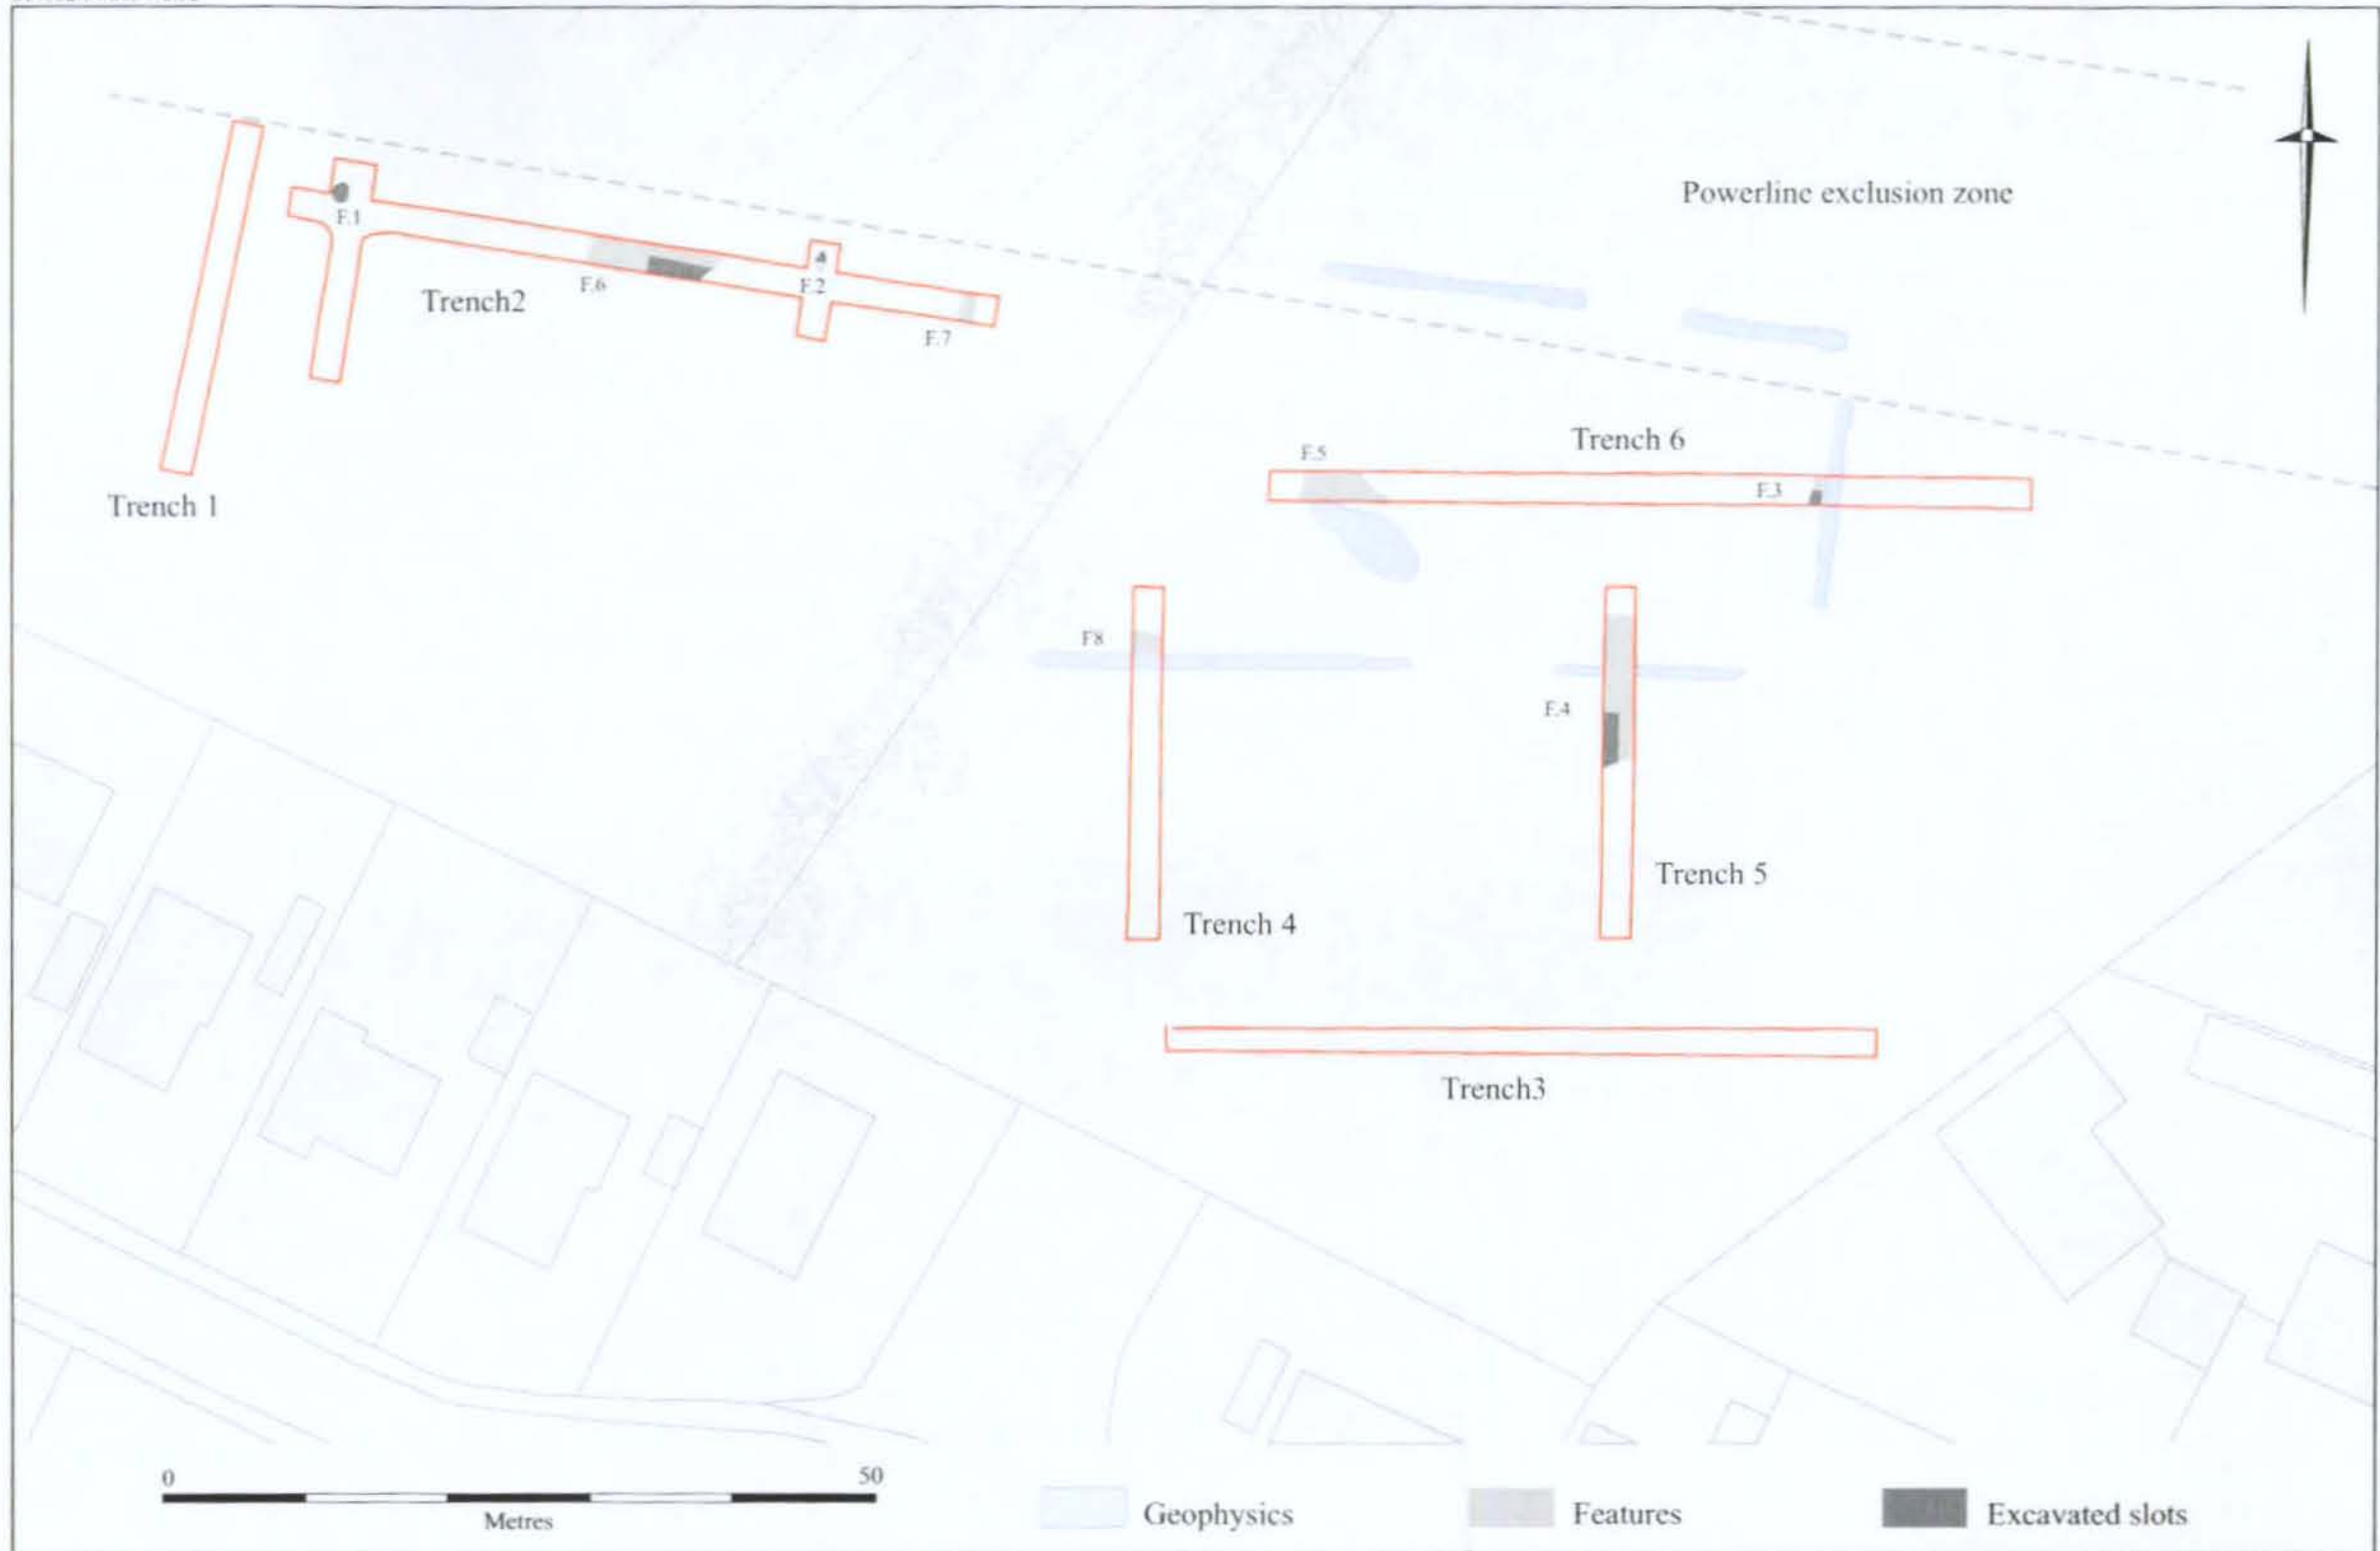 Powerline exclusion zone
F.1
Trench2
F.6
F.2
F.7
Trench 1
Trench 6
F.5
F.3
F8
F.4
Trench 5
Trench 4
Trench3
0 50
Metres
Geophysics
Features
Excavated slots